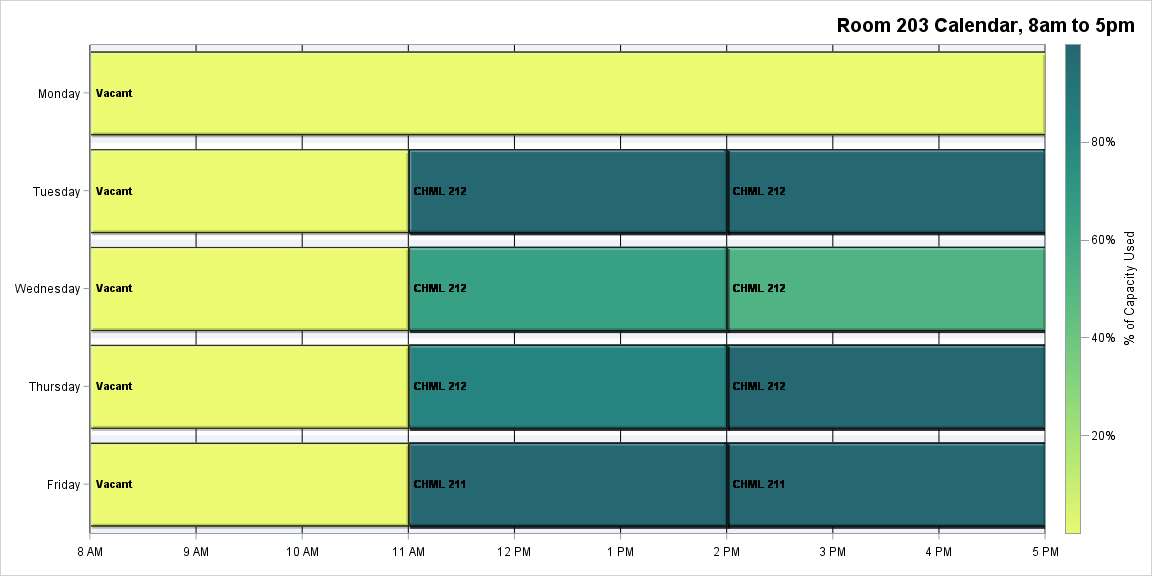 Room 203 Calendar, 8am to 5pm
Monday
Vacant
Tuesday
Vacant
CHML 212
CHML 212
Wednesday
Vacant
CHML 212
CHML 212
Thursday
Vacant
CHML 212
CHML 212
Friday
Vacant
CHML 211
CHML 211
8 AM
9 AM
10 AM
11 AM
12 PM
1 PM
2 PM
3 PM
4 PM
5 PM
80%
60%
40%
20%
% of Capacity Used